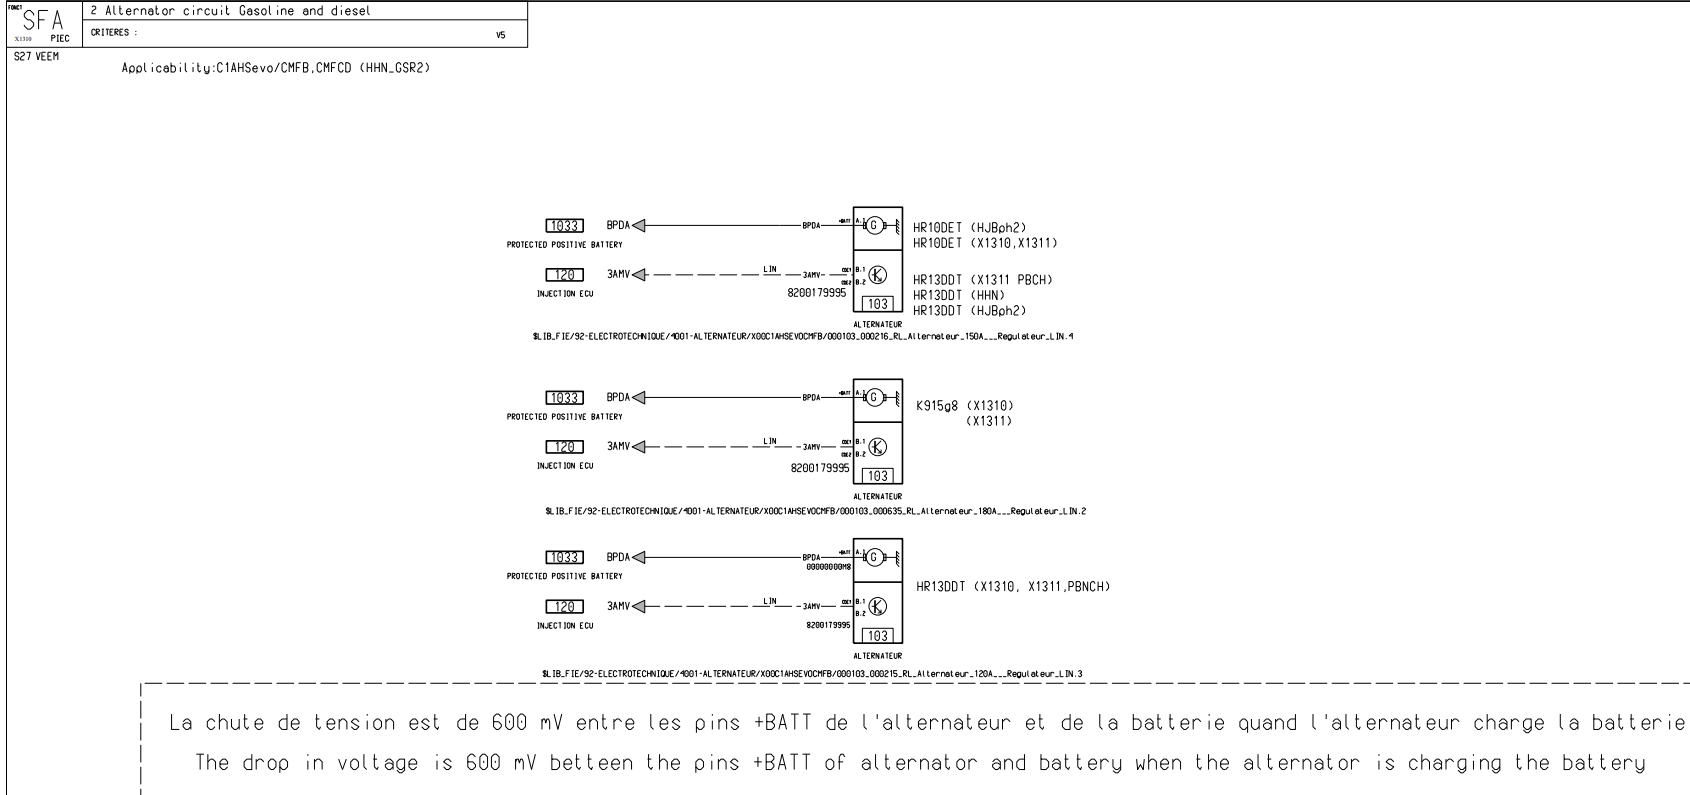 FONCT
SFA
X1310 PIEC
2 Alternator circuit Gasoline and diesel
CRITERES : V5
S27 VEEM
Applicability:C1AHSevo/CMFB,CMFCD (HHN_GSR2)
1033 BPDA BPDA +BATT A.1 G
PROTECTED POSITIVE BATTERY
HR10DET (HJBph2)
HR10DET (X1310,X1311)
120 3AMV LIN 3AMV B.1
B.2
INJECTION ECU
8200179995
103
HR13DDT (X1311 PBCH)
HR13DDT (HHN)
HR13DDT (HJBph2)
ALTERNATEUR
$LIB_FIE/92-ELECTROTECHNIQUE/4001-ALTERNATEUR/X00C1AHSEVOCMFB/000103_000216_RL_Alternateur_150A___Regulateur_LIN.4
1033 BPDA BPDA +BATT A.1 G
PROTECTED POSITIVE BATTERY
K915g8 (X1310)
(X1311)
120 3AMV LIN 3AMV B.1
B.2
INJECTION ECU
8200179995
103
ALTERNATEUR
$LIB_FIE/92-ELECTROTECHNIQUE/4001-ALTERNATEUR/X00C1AHSEVOCMFB/000103_000635_RL_Alternateur_180A___Regulateur_LIN.2
1033 BPDA BPDA +BATT A.1 G
00000000M8
PROTECTED POSITIVE BATTERY
HR13DDT (X1310, X1311,PBNCH)
120 3AMV LIN 3AMV B.1
B.2
INJECTION ECU
8200179995
103
ALTERNATEUR
$LIB_FIE/92-ELECTROTECHNIQUE/4001-ALTERNATEUR/X00C1AHSEVOCMFB/000103_000215_RL_Alternateur_120A___Regulateur_LIN.3
La chute de tension est de 600 mV entre les pins +BATT de l'alternateur et de la batterie quand l'alternateur charge la batterie
The drop in voltage is 600 mV betteen the pins +BATT of alternator and battery when the alternator is charging the battery